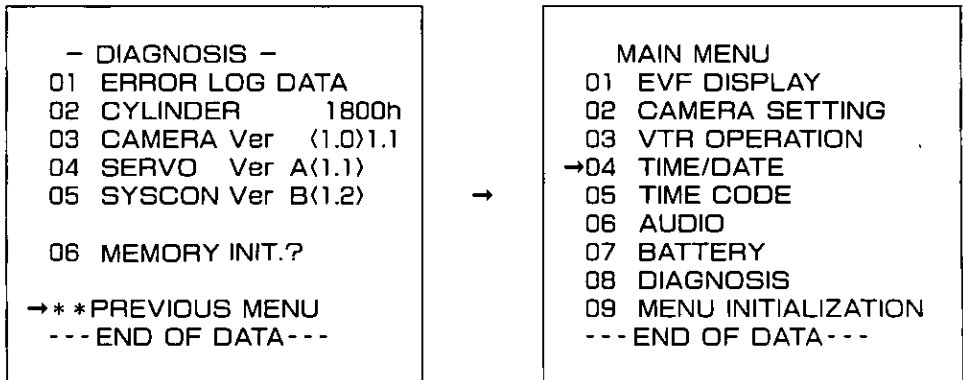 – DIAGNOSIS –
01 ERROR LOG DATA
02 CYLINDER 1800h
03 CAMERA Ver (1.0)1.1
04 SERVO Ver A(1.1)
05 SYSCON Ver B(1.2)
06 MEMORY INIT.?
→**PREVIOUS MENU
---END OF DATA---
→
MAIN MENU
01 EVF DISPLAY
02 CAMERA SETTING
03 VTR OPERATION
→04 TIME/DATE
05 TIME CODE
06 AUDIO
07 BATTERY
08 DIAGNOSIS
09 MENU INITIALIZATION
---END OF DATA---